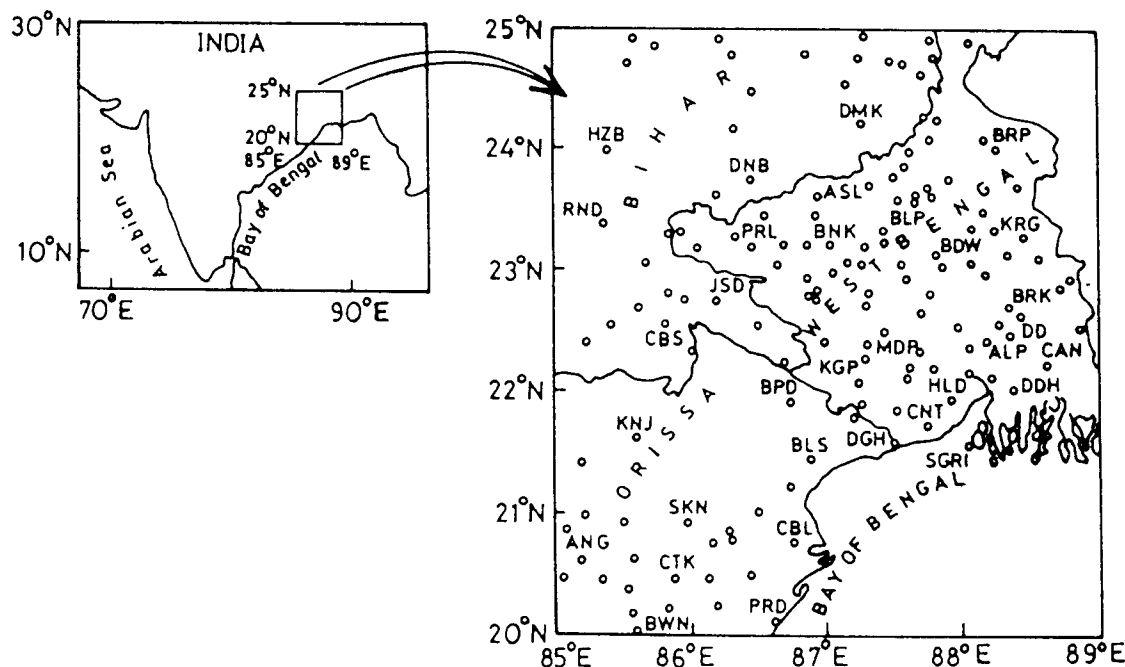 30°N
INDIA
25°N
20°N
85°E
89°E
Arabian Sea
Bay of Bengal
10°N
70°E
90°E
25°N
24°N
23°N
22°N
21°N
20°N
85°E
86°E
87°E
88°E
89°E
BIHAR
WEST BENGAL
ORISSA
BAY OF BENGAL
DMK
HZB
BRP
DNB
ASL
RND
BLP
KRG
PRL
BNK
BDW
JSD
BRK
CBS
DD
MDP
ALP
CAN
KGP
BPD
HLD
DDH
CNT
KNJ
BLS
DGH
SGRI
SKN
CBL
ANG
CTK
PRD
BWN